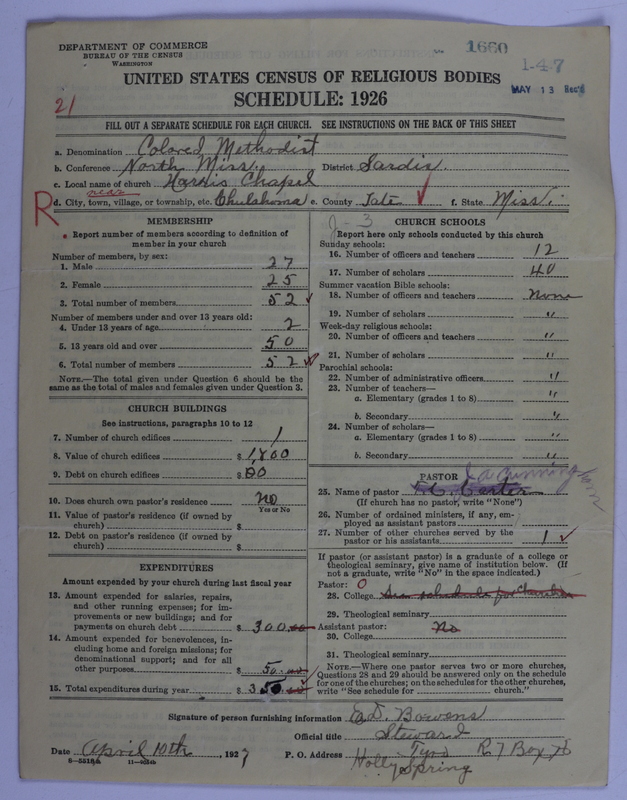 DEPARTMENT OF COMMERCE
BUREAU OF THE CENSUS
WASHINGTON
1660
1-47
MAY 13 Rec'd
UNITED STATES CENSUS OF RELIGIOUS BODIES
SCHEDULE: 1926
21
FILL OUT A SEPARATE SCHEDULE FOR EACH CHURCH. SEE INSTRUCTIONS ON THE BACK OF THIS SHEET
a. Denomination Colored Methodist
b. Conference North Miss. District Sardis
c. Local name of church Harris Chapel
near
R d. City, town, village, or township, etc. Chulahoma e. County Tate f. State Miss.
J-3
MEMBERSHIP
Report number of members according to definition of member in your church
Number of members, by sex:
1. Male 27
2. Female 25
3. Total number of members 52
Number of members under and over 13 years old:
4. Under 13 years of age 2
5. 13 years old and over 50
6. Total number of members 52
NOTE.—The total given under Question 6 should be the same as the total of males and females given under Question 3.
CHURCH BUILDINGS
See instructions, paragraphs 10 to 12
7. Number of church edifices 1
8. Value of church edifices $ 1,800
9. Debt on church edifices $ 00
10. Does church own pastor's residence no
Yes or No
11. Value of pastor's residence (if owned by church) $
12. Debt on pastor's residence (if owned by church) $
EXPENDITURES
Amount expended by your church during last fiscal year
13. Amount expended for salaries, repairs, and other running expenses; for improvements or new buildings; and for payments on church debt $ 300.00
14. Amount expended for benevolences, including home and foreign missions; for denominational support; and for all other purposes $ 50.00
15. Total expenditures during year $ 350.00
CHURCH SCHOOLS
Report here only schools conducted by this church
Sunday schools:
16. Number of officers and teachers 12
17. Number of scholars 40
Summer vacation Bible schools:
18. Number of officers and teachers None
19. Number of scholars "
Week-day religious schools:
20. Number of officers and teachers "
21. Number of scholars "
Parochial schools:
22. Number of administrative officers "
23. Number of teachers—
a. Elementary (grades 1 to 8) "
b. Secondary "
24. Number of scholars—
a. Elementary (grades 1 to 8) "
b. Secondary "
PASTOR J. A. Cunningham
25. Name of pastor Carter
(If church has no pastor, write "None")
26. Number of ordained ministers, if any, employed as assistant pastors
27. Number of other churches served by the pastor or his assistants 1
If pastor (or assistant pastor) is a graduate of a college or theological seminary, give name of institution below. (If not a graduate, write "No" in the space indicated.)
Pastor: O
28. College See schedule for
29. Theological seminary
Assistant pastor: No
30. College
31. Theological seminary
NOTE.—Where one pastor serves two or more churches, Questions 28 and 29 should be answered only on the schedule for one of the churches; on the schedules for the other churches, write "See schedule for ........ church."
Signature of person furnishing information E. D. Bowens
Official title Steward
Date April 10th, 1927 P. O. Address Tyro R 7 Box
Holly Spring